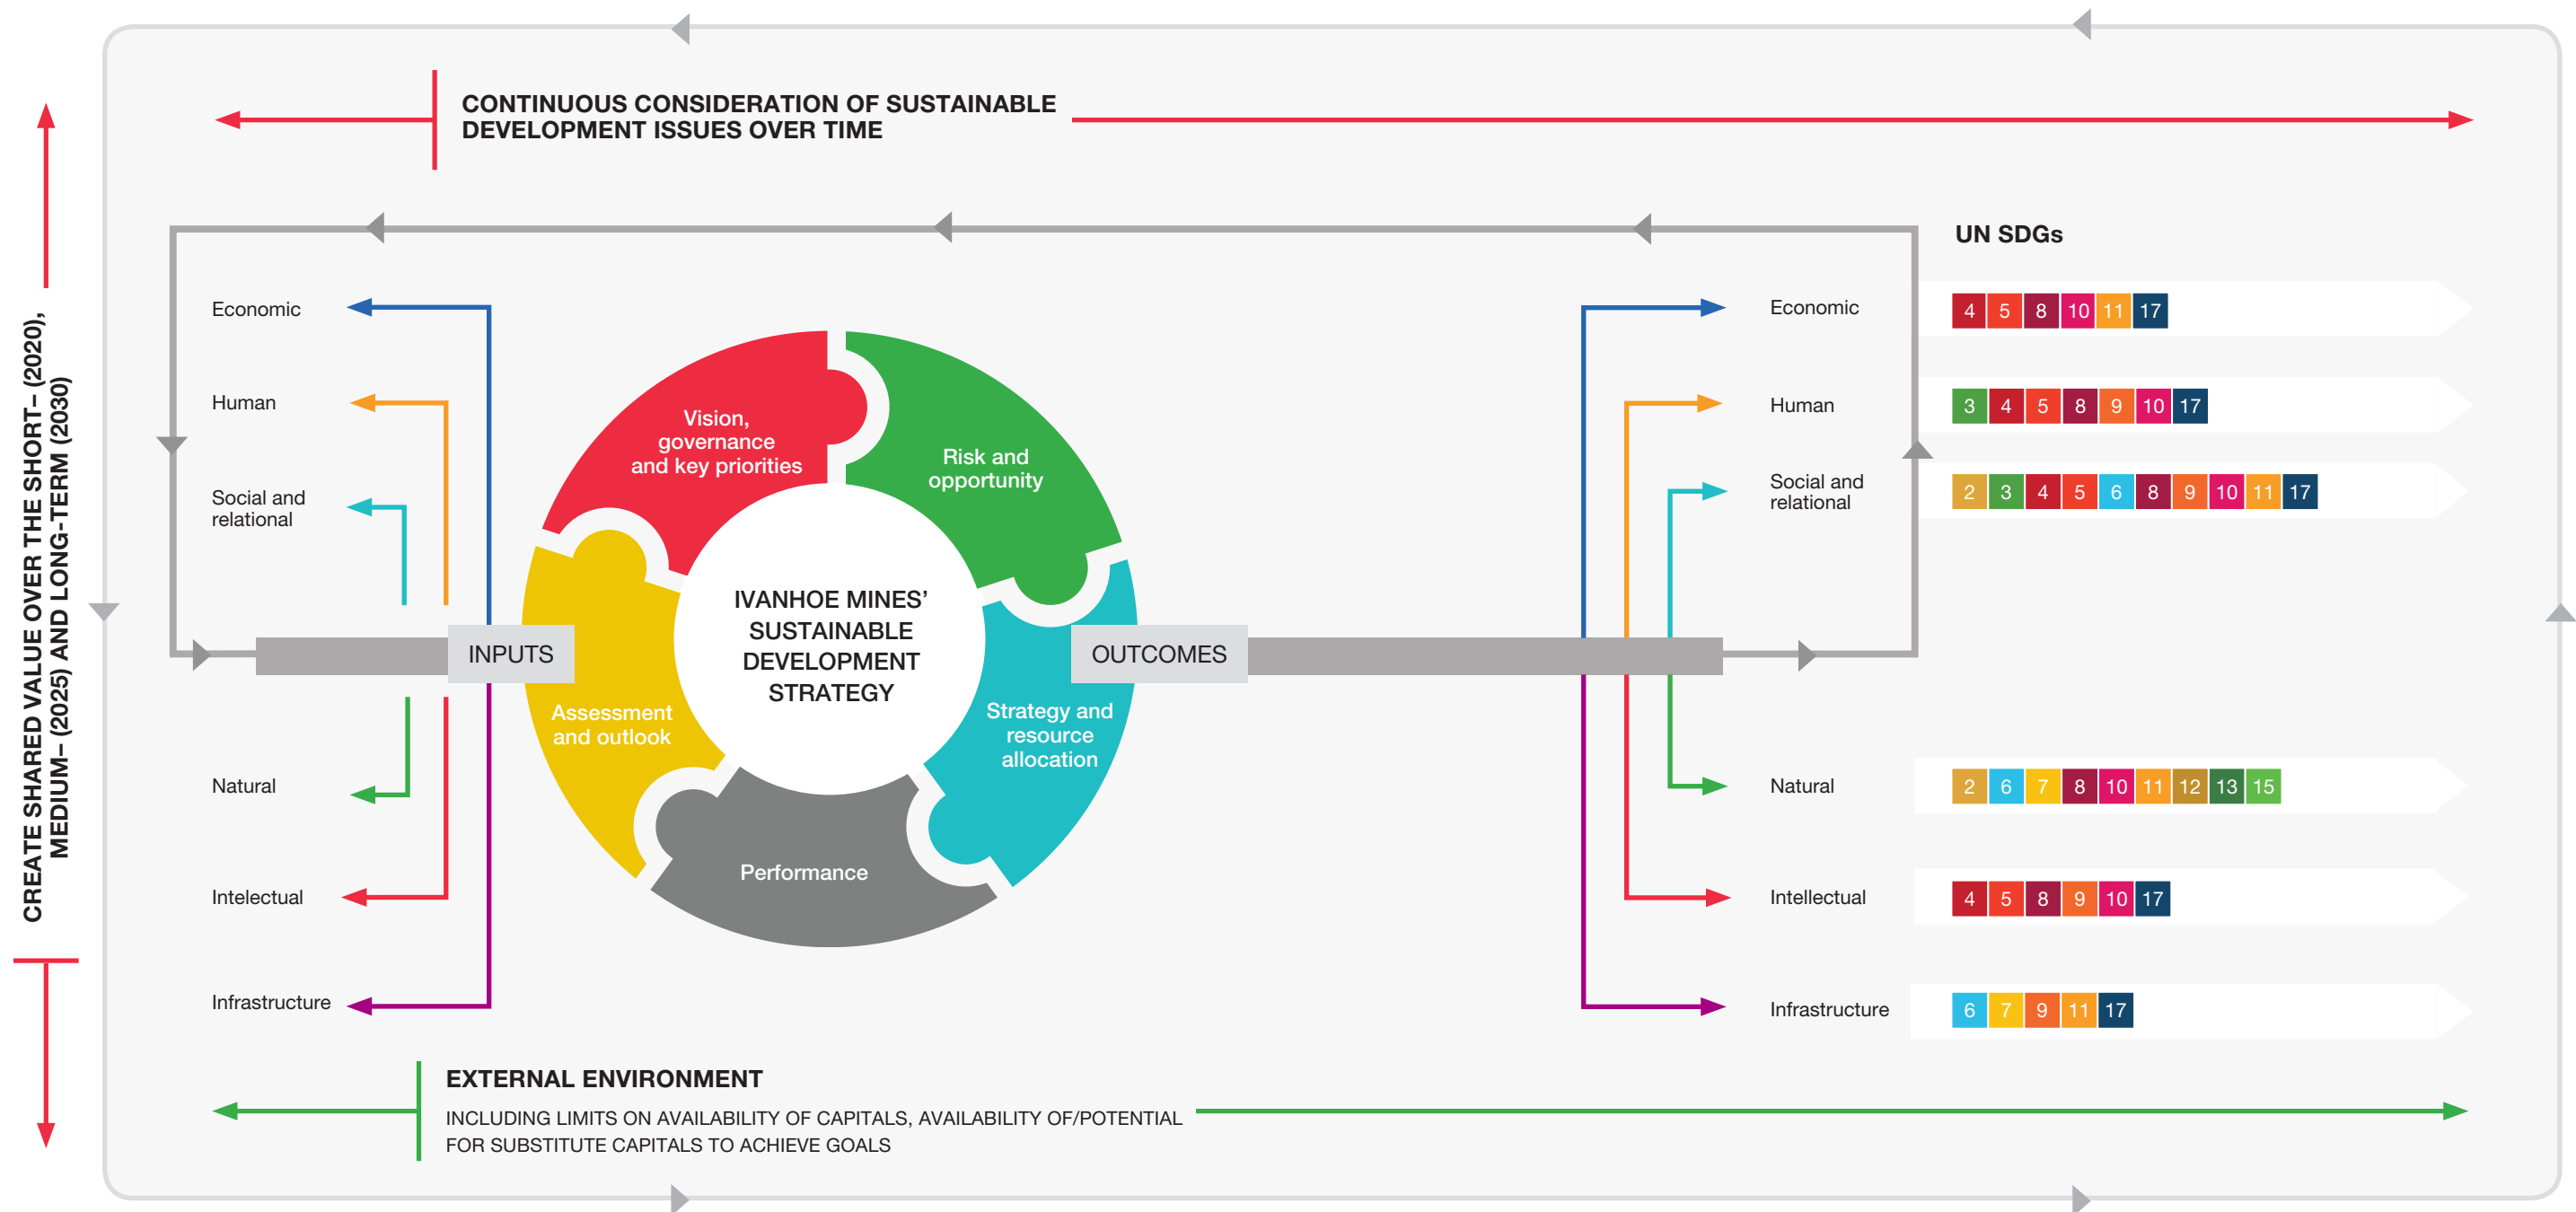 CREATE SHARED VALUE OVER THE SHORT– (2020),
MEDIUM– (2025) AND LONG-TERM (2030)
CONTINUOUS CONSIDERATION OF SUSTAINABLE
DEVELOPMENT ISSUES OVER TIME
Economic
Human
Social and
relational
INPUTS
Natural
Intelectual
Infrastructure
Vision,
governance
and key priorities
Risk and
opportunity
Strategy and
resource
allocation
Performance
Assessment
and outlook
IVANHOE MINES’
SUSTAINABLE
DEVELOPMENT
STRATEGY
OUTCOMES
UN SDGs
Economic
4 5 8 10 11 17
Human
3 4 5 8 9 10 17
Social and
relational
2 3 4 5 6 8 9 10 11 17
Natural
2 6 7 8 10 11 12 13 15
Intellectual
4 5 8 9 10 17
Infrastructure
6 7 9 11 17
EXTERNAL ENVIRONMENT
INCLUDING LIMITS ON AVAILABILITY OF CAPITALS, AVAILABILITY OF/POTENTIAL
FOR SUBSTITUTE CAPITALS TO ACHIEVE GOALS